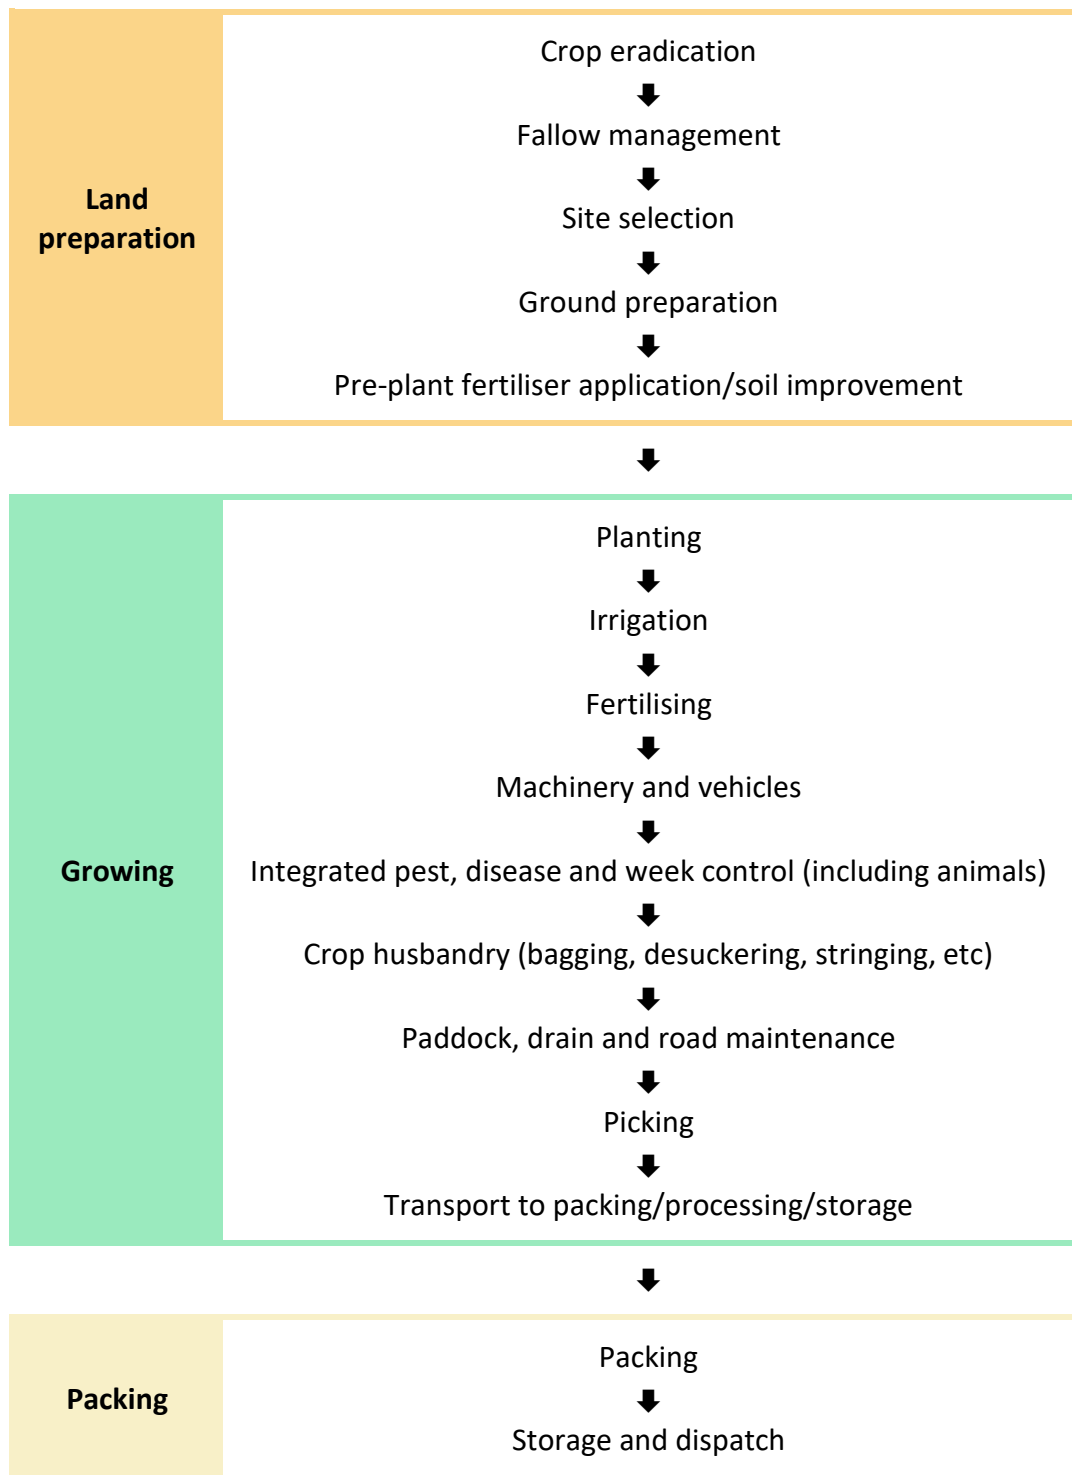 Land
preparation
Crop eradication
Fallow management
Site selection
Ground preparation
Pre-plant fertiliser application/soil improvement
Growing
Planting
Irrigation
Fertilising
Machinery and vehicles
Integrated pest, disease and week control (including animals)
Crop husbandry (bagging, desuckering, stringing, etc)
Paddock, drain and road maintenance
Picking
Transport to packing/processing/storage
Packing
Packing
Storage and dispatch